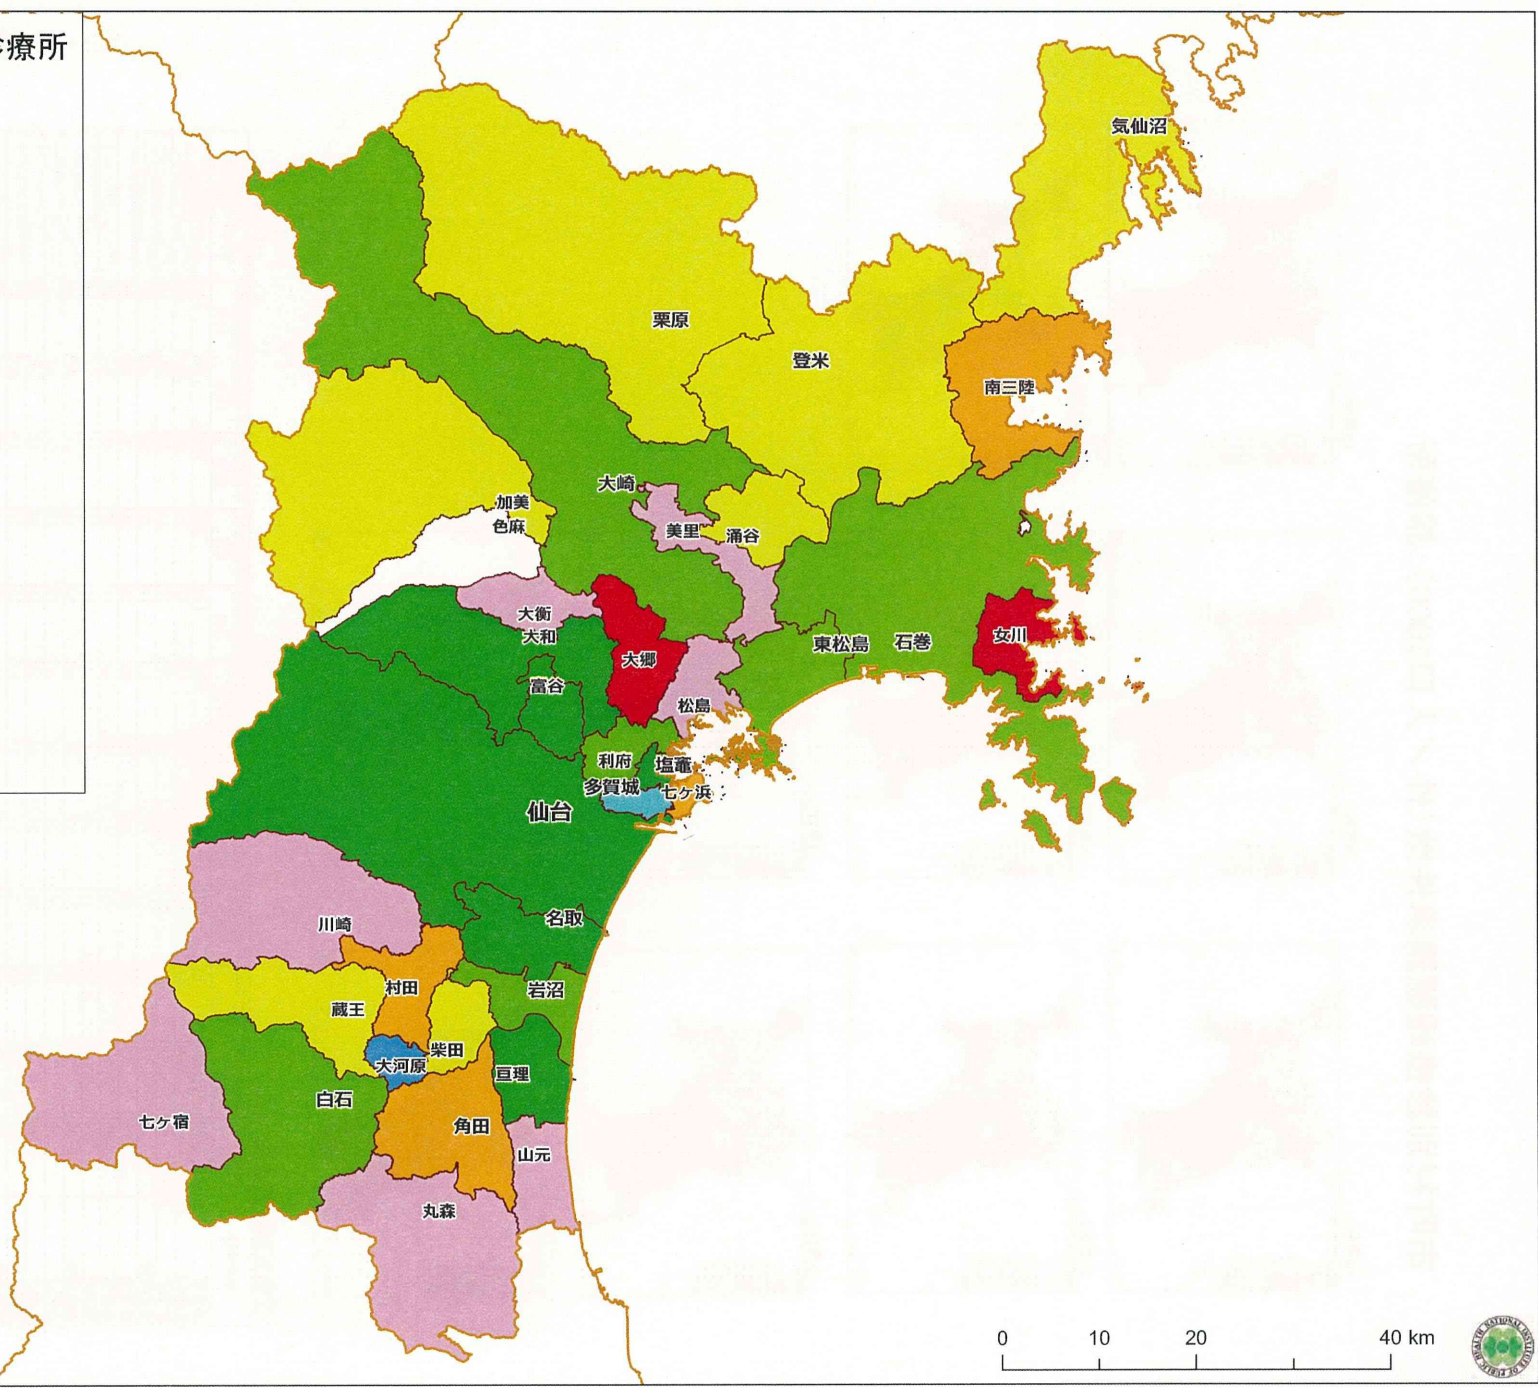 療所
気仙沼
栗原
登米
南三陸
大崎
加美
色麻
美里
涌谷
大衡
大和
東松島
石巻
女川
大郷
富谷
松島
利府
塩竈
多賀城
七ヶ浜
仙台
川崎
名取
村田
岩沼
蔵王
柴田
大河原
亘理
白石
七ヶ宿
角田
山元
丸森
0 10 20 40 km